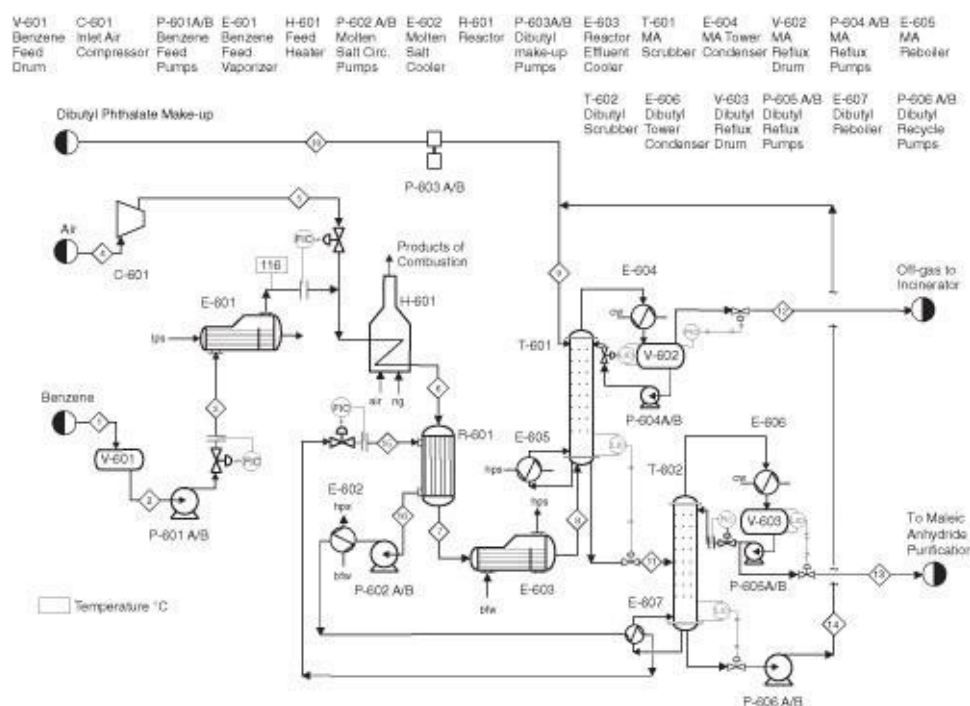 V-601 C-601 P-601A/B E-601 H-601 P-602 A/B E-602 R-601 P-603A/B E-603 T-601 E-604 V-602 P-604 A/B E-605
Benzene Inlet Air Benzene Benzene Feed Molten Molten Reactor Dibutyl Reactor MA MA Tower MA MA MA
Feed Compressor Feed Feed Heater Salt Circ. Salt make-up Effluent Scrubber Condenser Reflux Reflux Reboiler
Drum Pumps Vaporizer Pumps Cooler Pumps Cooler Drum Pumps
T-602 E-606 V-603 P-605 A/B E-607 P-606 A/B
Dibutyl Dibutyl Dibutyl Dibutyl Dibutyl Dibutyl
Scrubber Tower Reflux Reflux Reboiler Recycle
Condenser Drum Pumps Pumps
Dibutyl Phthalate Make-up
P-603 A/B
5
Air
4
C-601
FIC
Products of
Combustion
116
E-601
H-601
lps
9
E-604
Off-gas to
Incinerator
cw
12
T-601
V-602
P-604A/B
Benzene
1
3
V-601
FIC
2
P-601 A/B
air ng
6
FIC
R-601
E-602
hps
bfw
P-602 A/B
7
E-605
hps
hps
8
E-603
bfw
E-606
T-602
cw
V-603
P-605A/B
To Maleic
Anhydride
Purification
11
13
E-607
14
P-606 A/B
Temperature °C